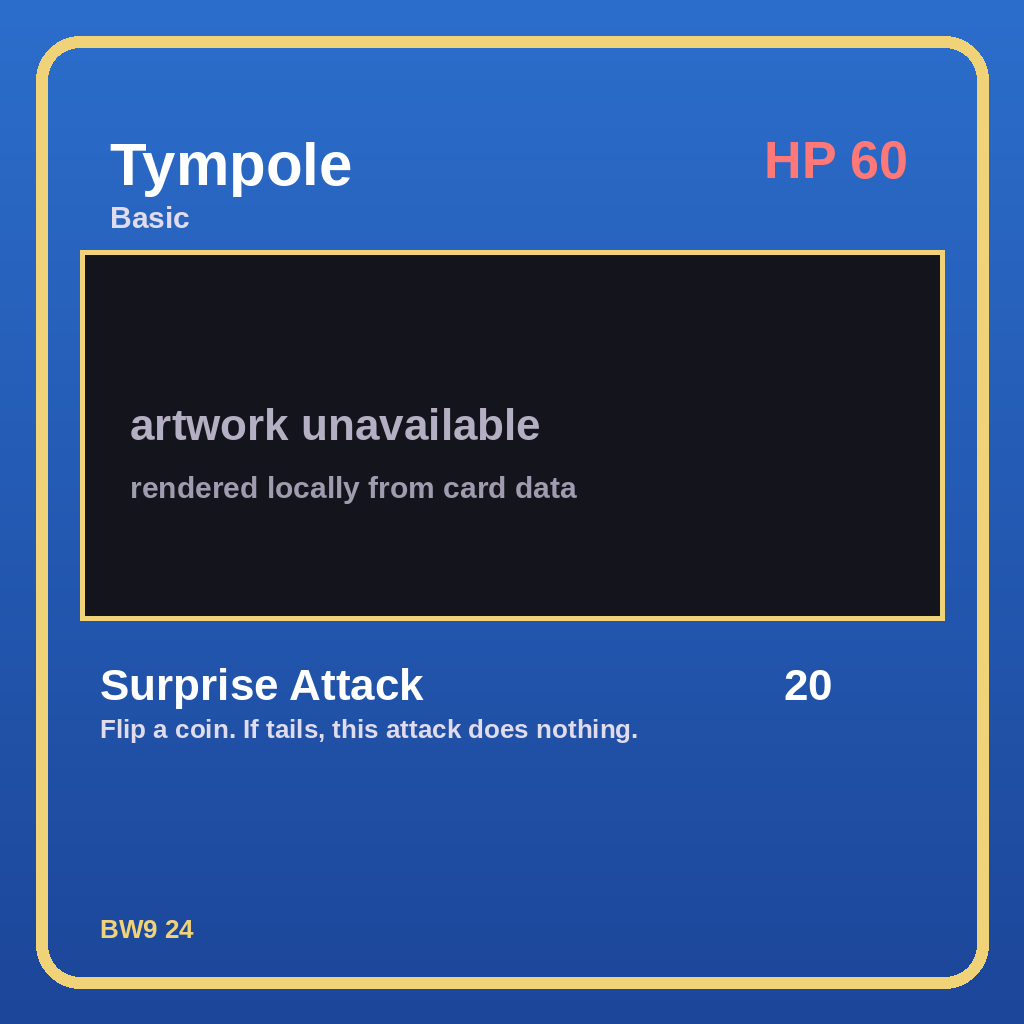 Tympole
HP 60
Basic
artwork unavailable
rendered locally from card data
Surprise Attack
20
Flip a coin. If tails, this attack does nothing.
BW9 24